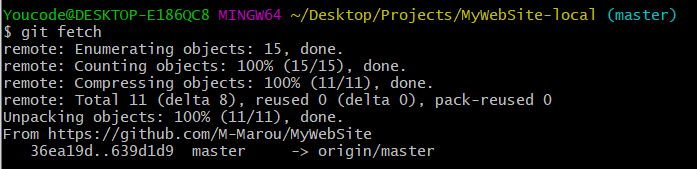 Youcode@DESKTOP-E186QC8 MINGW64 ~/Desktop/Projects/MyWebSite-local (master)
$ git fetch
remote: Enumerating objects: 15, done.
remote: Counting objects: 100% (15/15), done.
remote: Compressing objects: 100% (11/11), done.
remote: Total 11 (delta 8), reused 0 (delta 0), pack-reused 0
Unpacking objects: 100% (11/11), done.
From https://github.com/M-Marou/MyWebSite
   36ea19d..639d1d9  master     -> origin/master